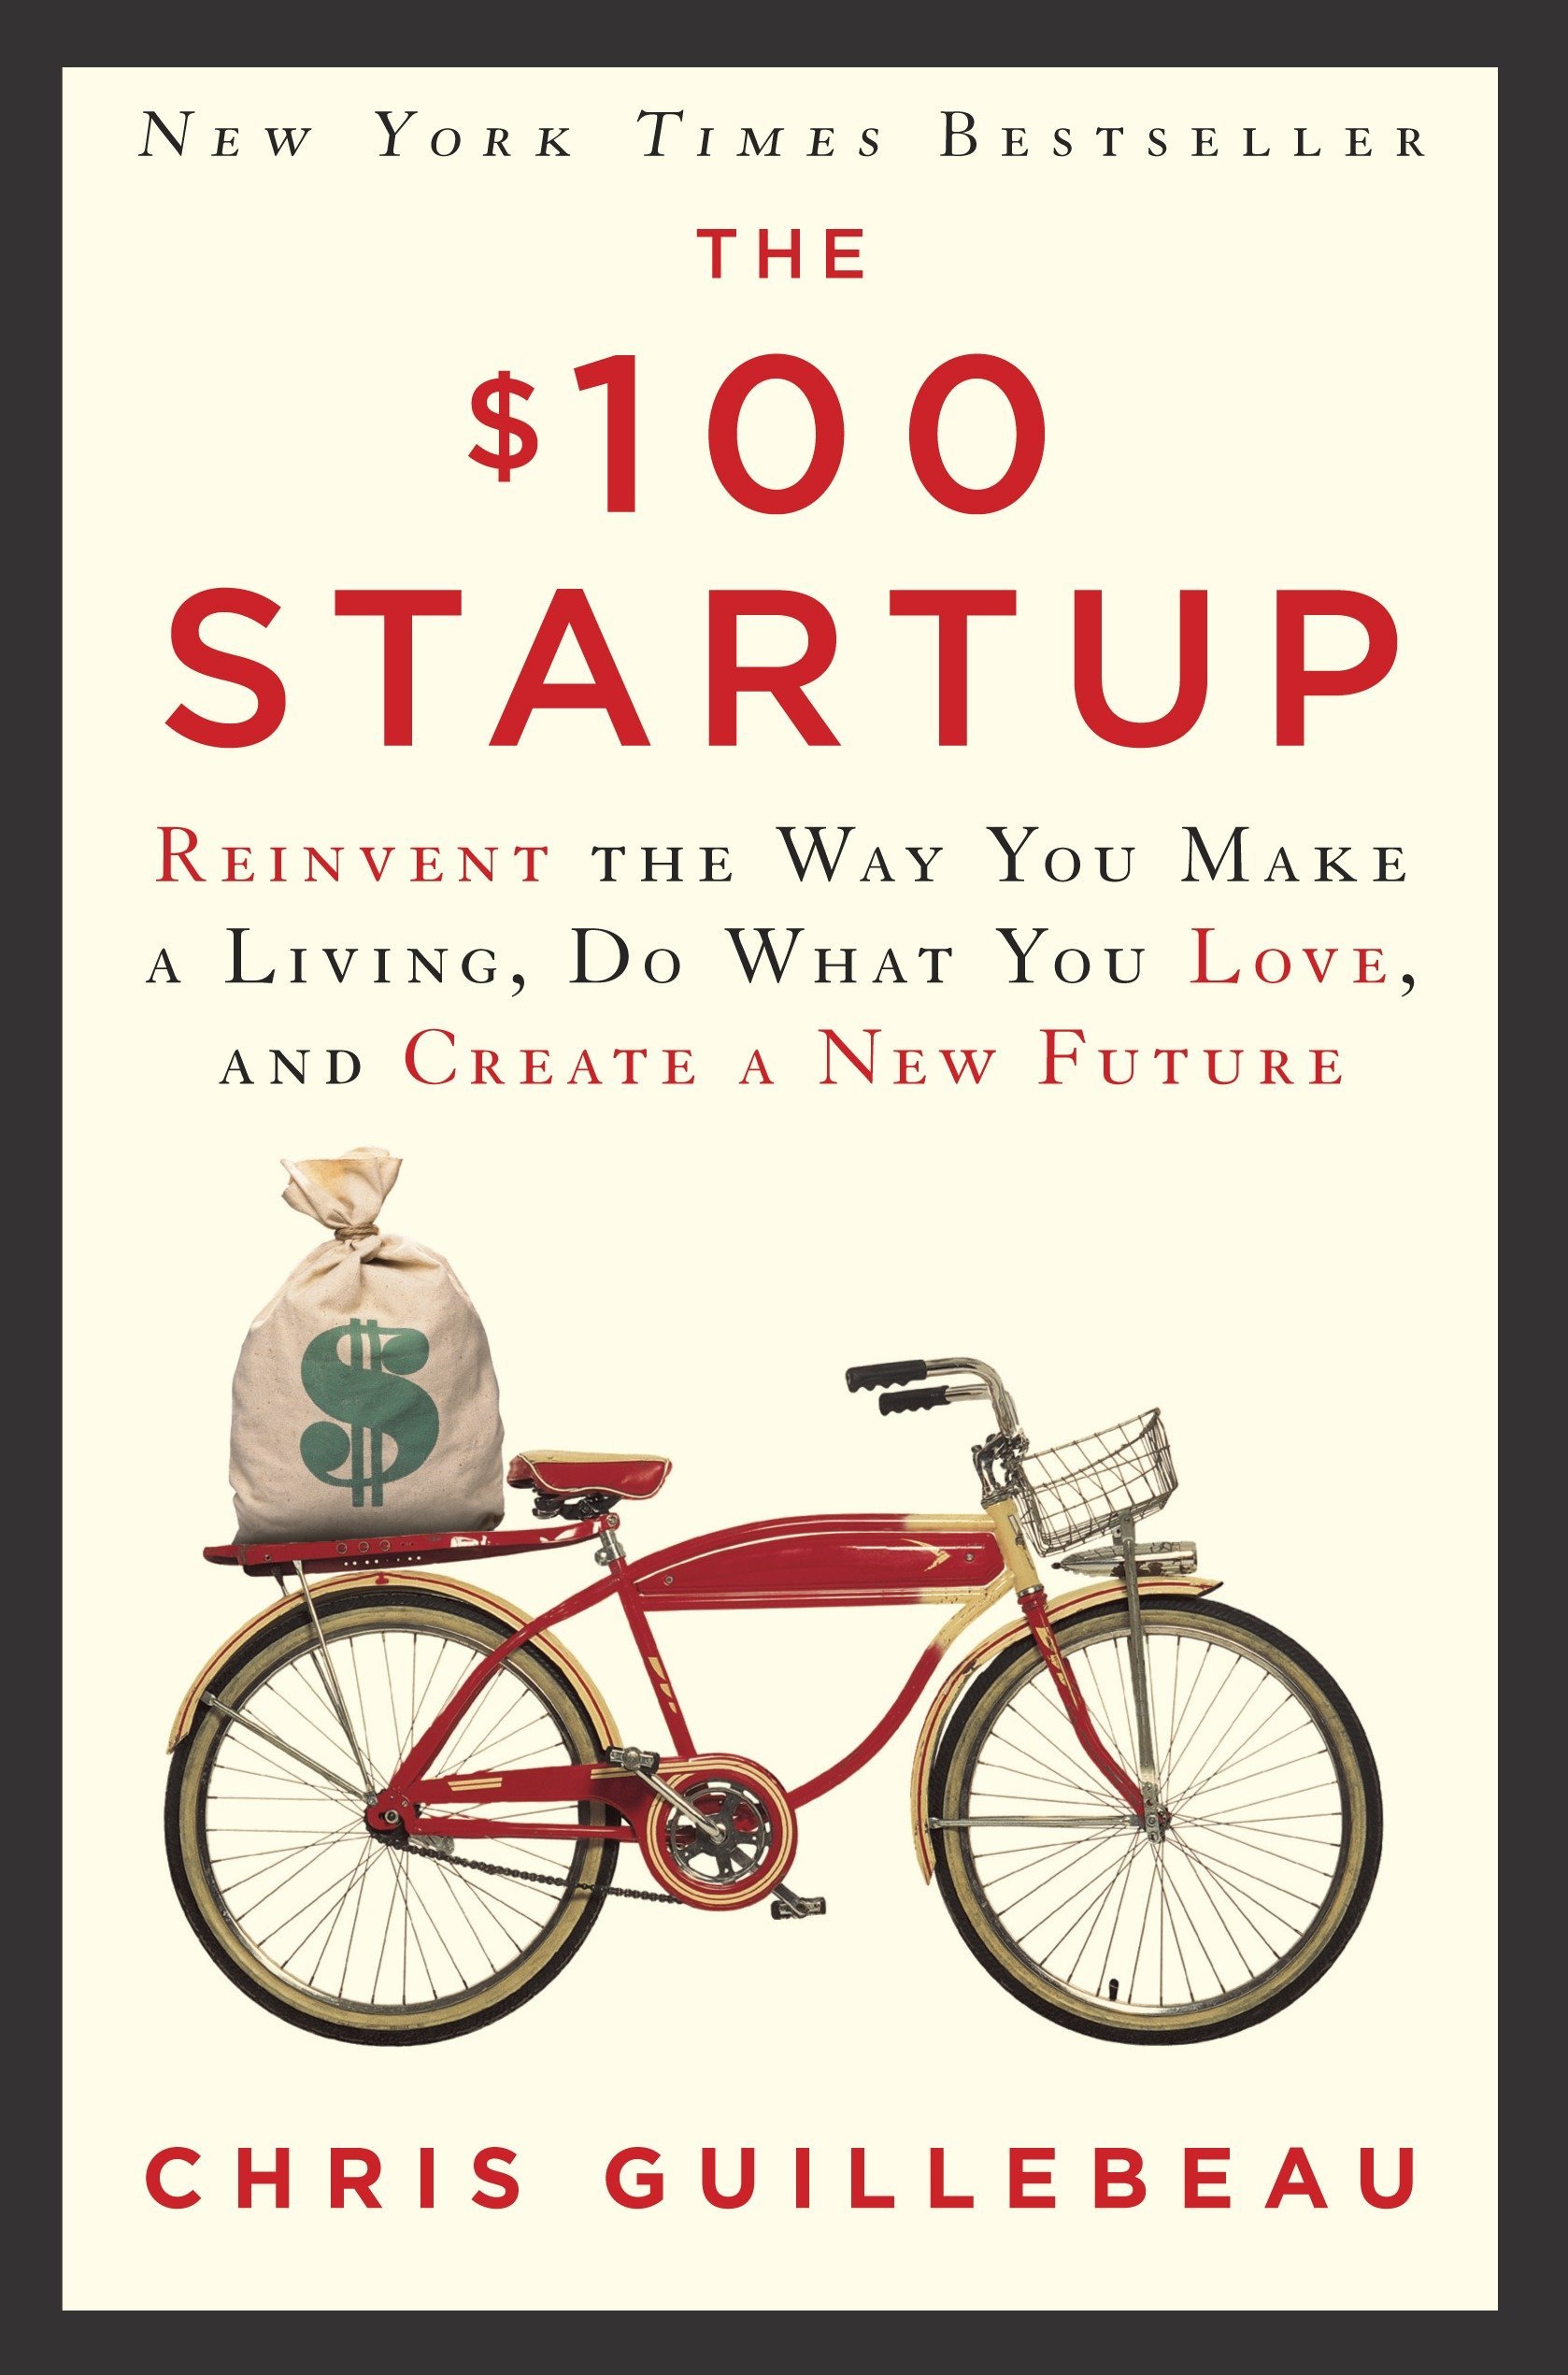 NEW YORK TIMES BESTSELLER
THE
$100
STARTUP
REINVENT THE WAY YOU MAKE
A LIVING, DO WHAT YOU LOVE,
AND CREATE A NEW FUTURE
$
CHRIS GUILLEBEAU